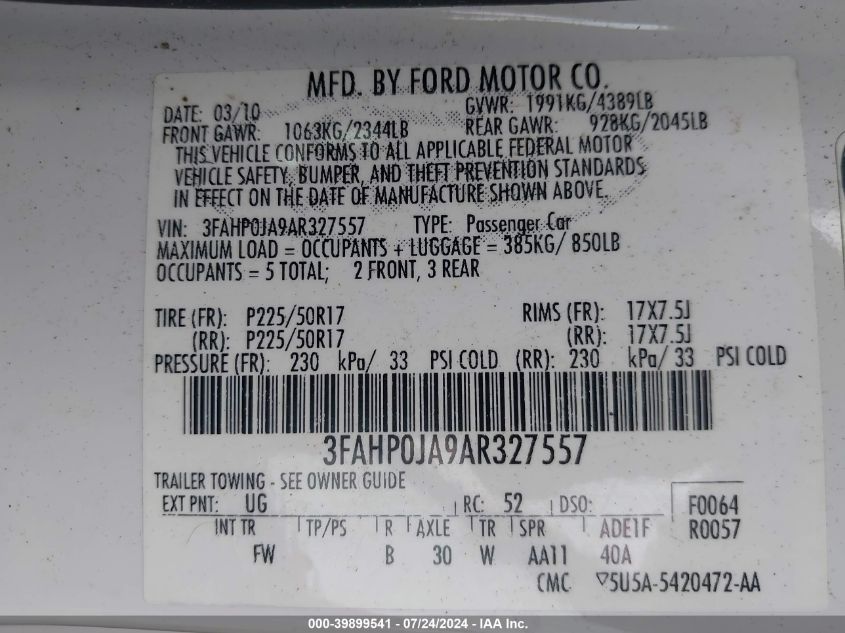 MFD. BY FORD MOTOR CO.
DATE: 03/10 GVWR: 1991KG/4389LB
FRONT GAWR: 1063KG/2344LB REAR GAWR: 928KG/2045LB
THIS VEHICLE CONFORMS TO ALL APPLICABLE FEDERAL MOTOR
VEHICLE SAFETY, BUMPER, AND THEFT PREVENTION STANDARDS
IN EFFECT ON THE DATE OF MANUFACTURE SHOWN ABOVE.
VIN: 3FAHP0JA9AR327557 TYPE: Passenger Car
MAXIMUM LOAD = OCCUPANTS + LUGGAGE = 385KG/ 850LB
OCCUPANTS = 5 TOTAL; 2 FRONT, 3 REAR
TIRE (FR): P225/50R17 RIMS (FR): 17X7.5J
(RR): P225/50R17 (RR): 17X7.5J
PRESSURE (FR): 230 kPa/ 33 PSI COLD (RR): 230 kPa/ 33 PSI COLD
3FAHP0JA9AR327557
TRAILER TOWING - SEE OWNER GUIDE
EXT PNT: UG RC: 52 DSO: F0064
INT TR TP/PS R AXLE TR SPR ADE1F R0057
FW B 30 W AA11 40A
CMC 5U5A-5420472-AA
000-39899541 - 07/24/2024 - IAA Inc.